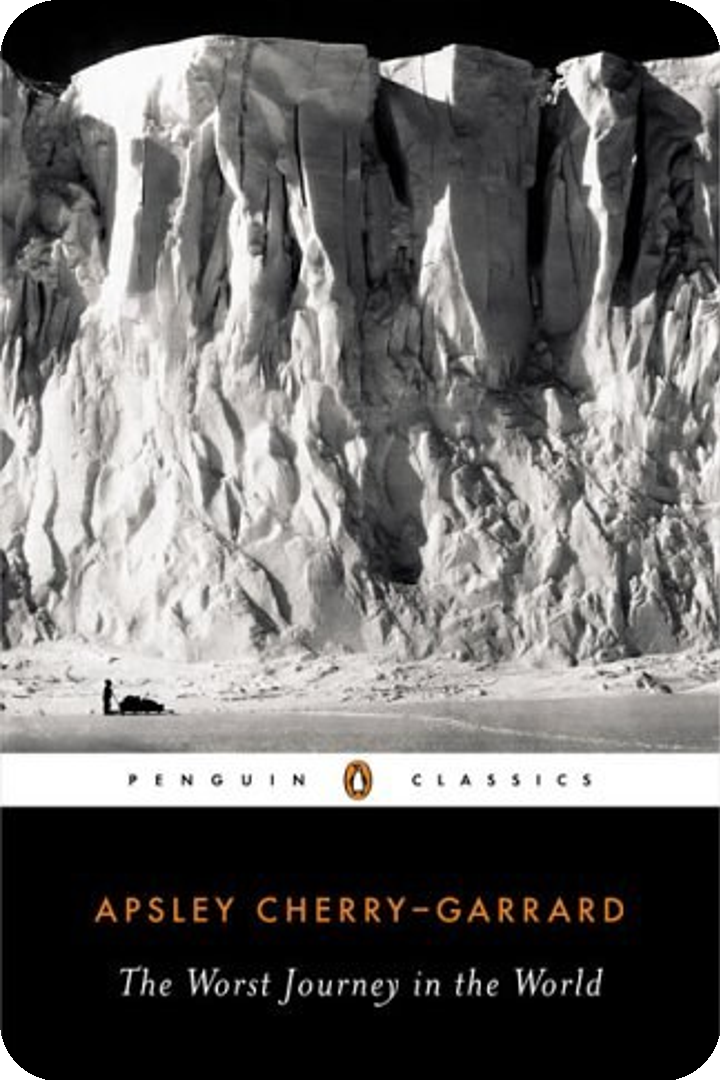 PENGUIN CLASSICS
APSLEY CHERRY-GARRARD
The Worst Journey in the World